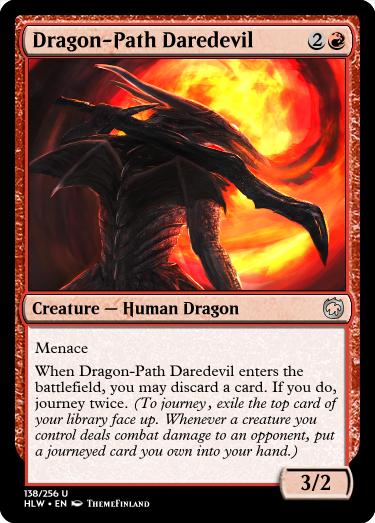 Dragon-Path Daredevil 2
Creature — Human Dragon
Menace
When Dragon-Path Daredevil enters the
battlefield, you may discard a card. If you do,
journey twice. (To journey, exile the top card of
your library face up. Whenever a creature you
control deals combat damage to an opponent, put
a journeyed card you own into your hand.)
3/2
138/256 U
HLW • EN ThemeFinland